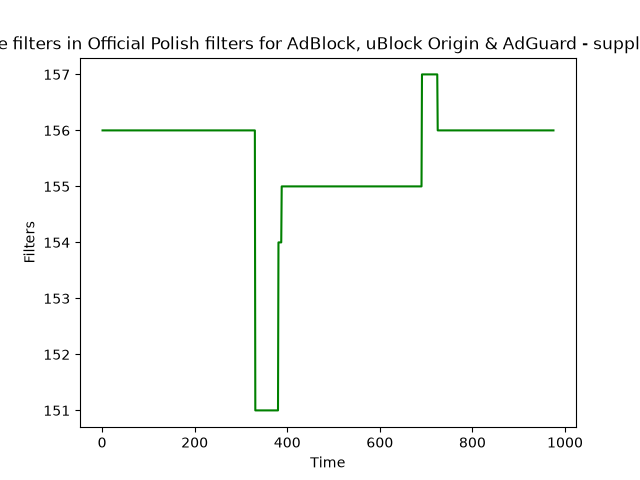 e filters in Official Polish filters for AdBlock, uBlock Origin & AdGuard - suppl
157
156
155
154
153
152
151
Filters
0 200 400 600 800 1000
Time